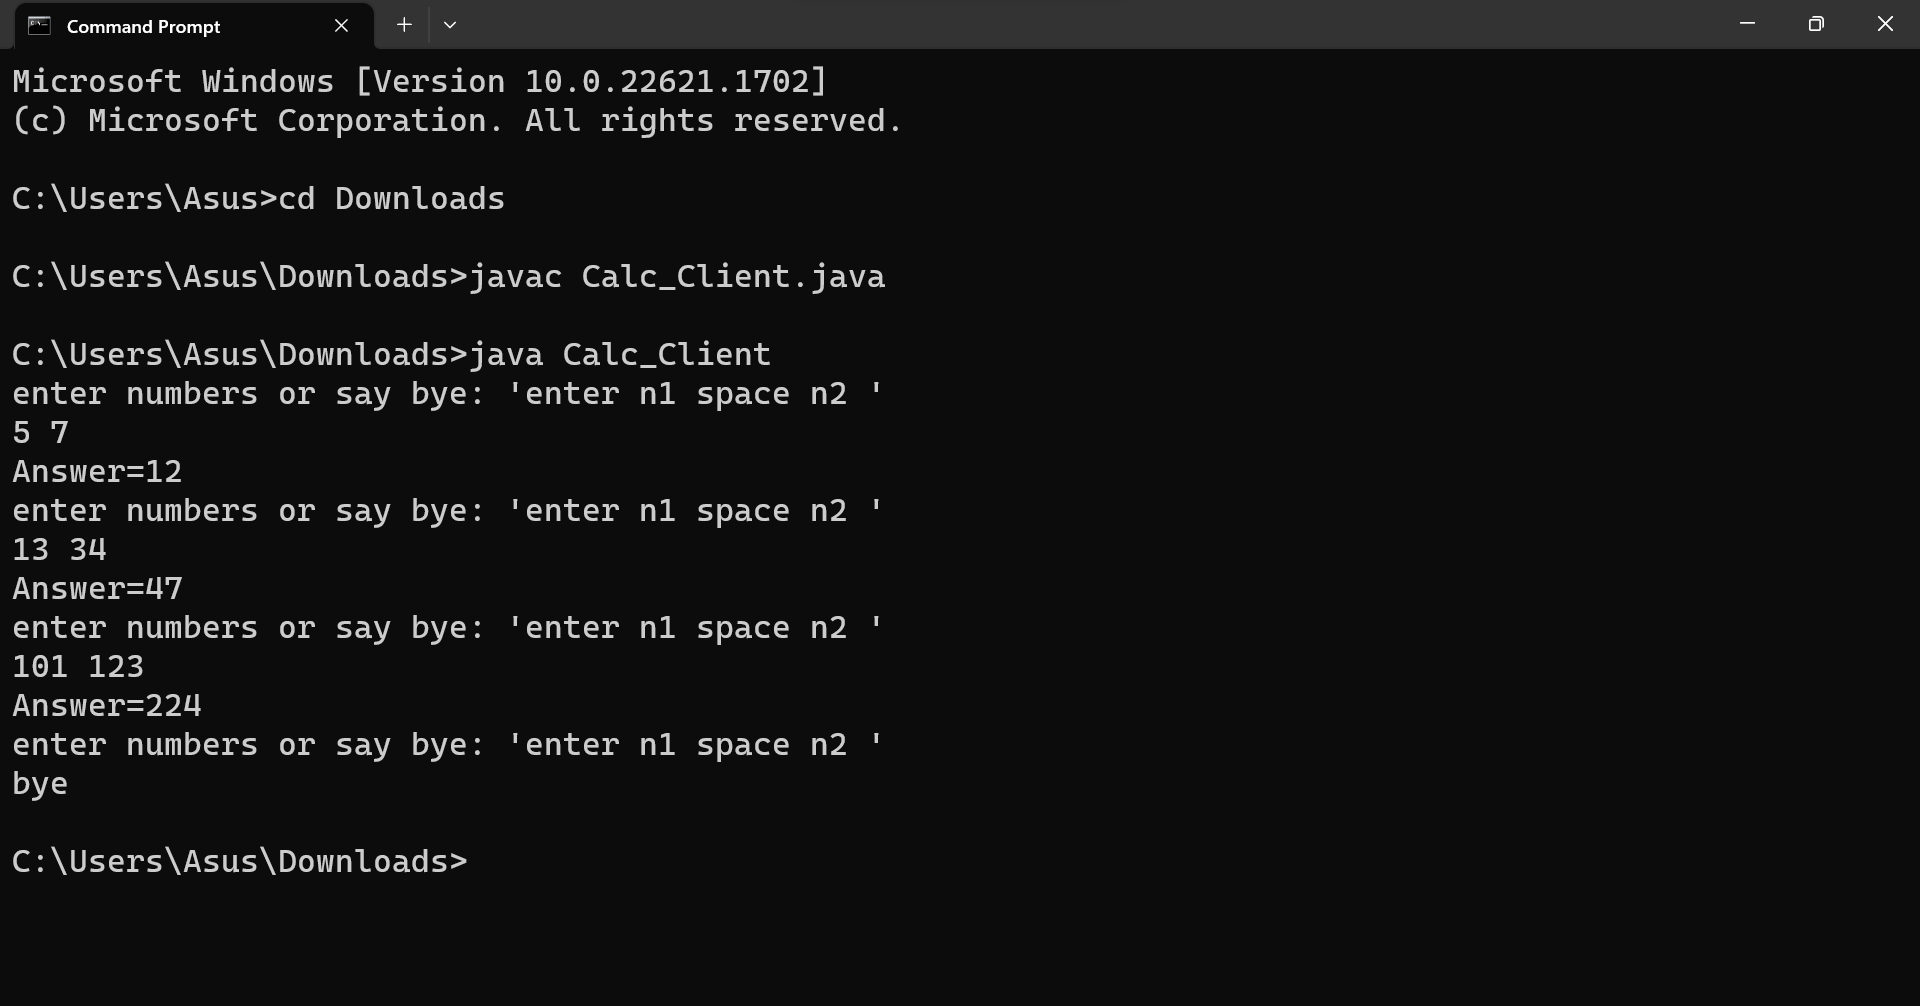 Command Prompt
Microsoft Windows [Version 10.0.22621.1702]
(c) Microsoft Corporation. All rights reserved.
C:\Users\Asus>cd Downloads
C:\Users\Asus\Downloads>javac Calc_Client.java
C:\Users\Asus\Downloads>java Calc_Client
enter numbers or say bye: 'enter n1 space n2 '
5 7
Answer=12
enter numbers or say bye: 'enter n1 space n2 '
13 34
Answer=47
enter numbers or say bye: 'enter n1 space n2 '
101 123
Answer=224
enter numbers or say bye: 'enter n1 space n2 '
bye
C:\Users\Asus\Downloads>